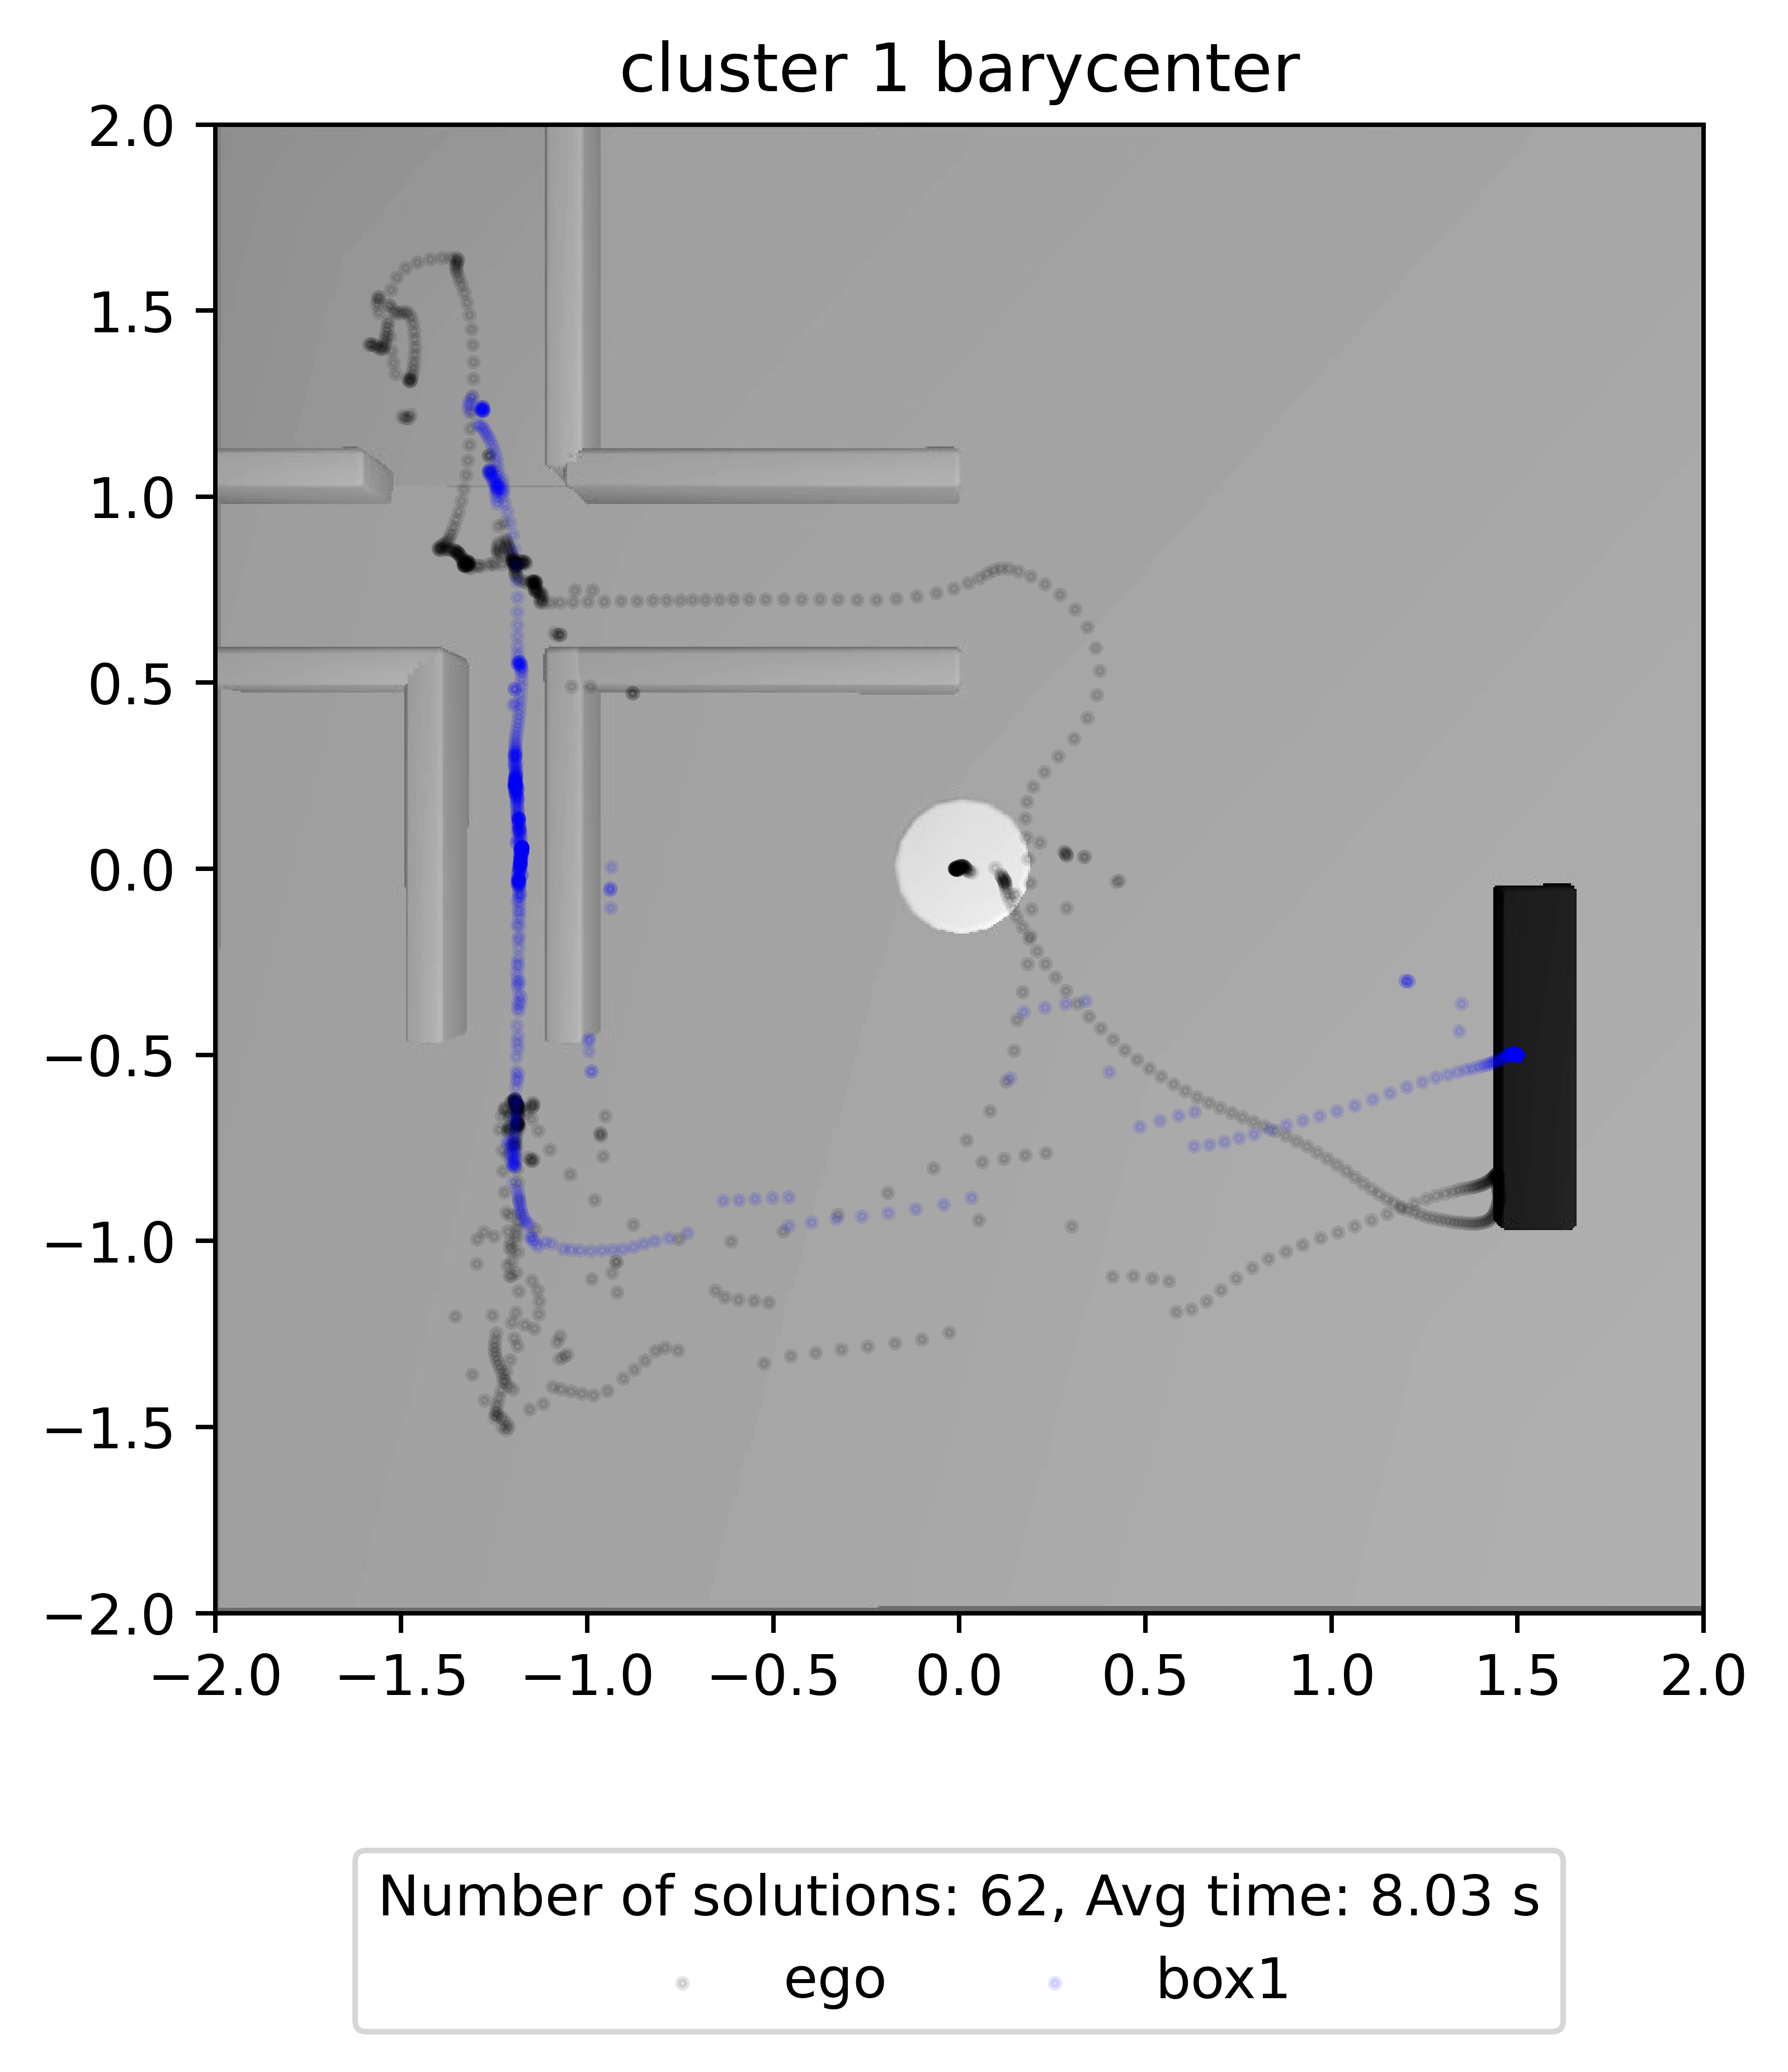 cluster 1 barycenter
2.0
1.5
1.0
0.5
0.0
−0.5
−1.0
−1.5
−2.0
−2.0 −1.5 −1.0 −0.5 0.0 0.5 1.0 1.5 2.0
Number of solutions: 62, Avg time: 8.03 s
ego box1